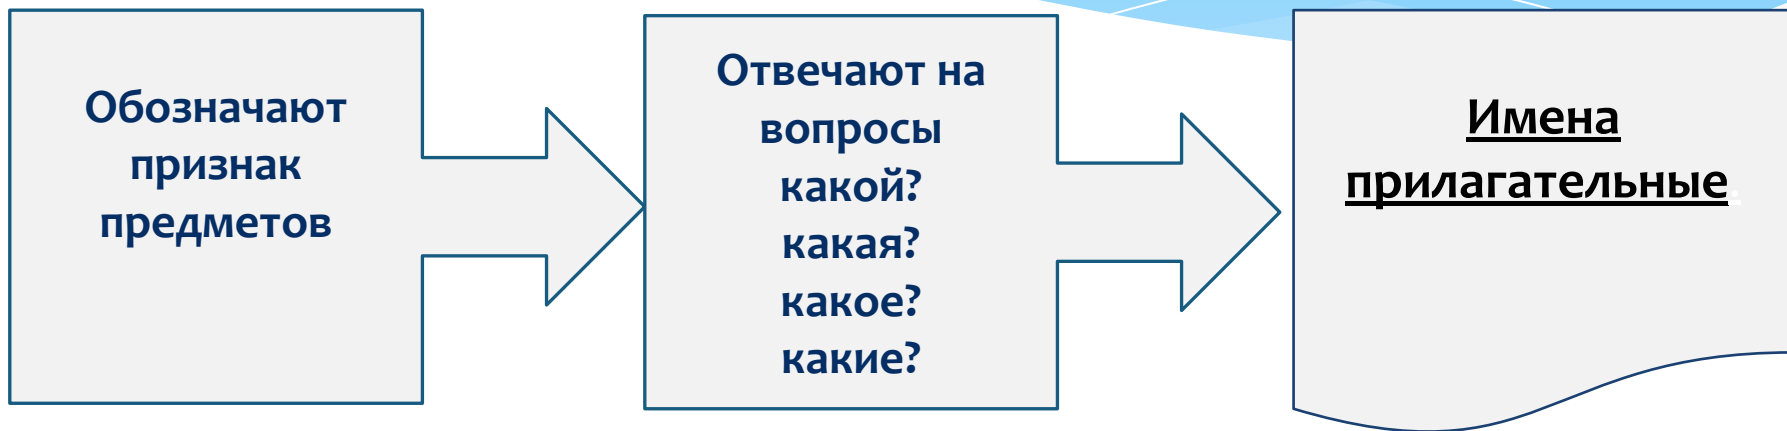 Обозначают
признак
предметов
Отвечают на
вопросы
какой?
какая?
какое?
какие?
Имена
прилагательные.